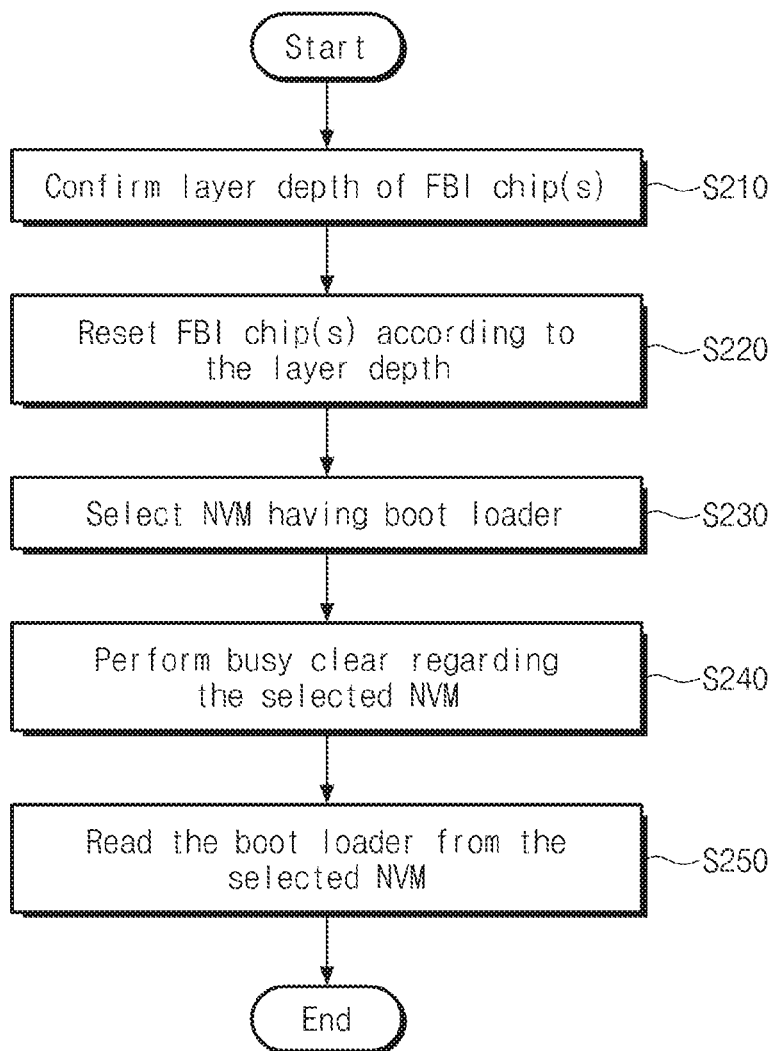 Start
Confirm layer depth of FBI chip(s)
S210
Reset FBI chip(s) according to
the layer depth
S220
Select NVM having boot loader
S230
Perform busy clear regarding
the selected NVM
S240
Read the boot loader from the
selected NVM
S250
End